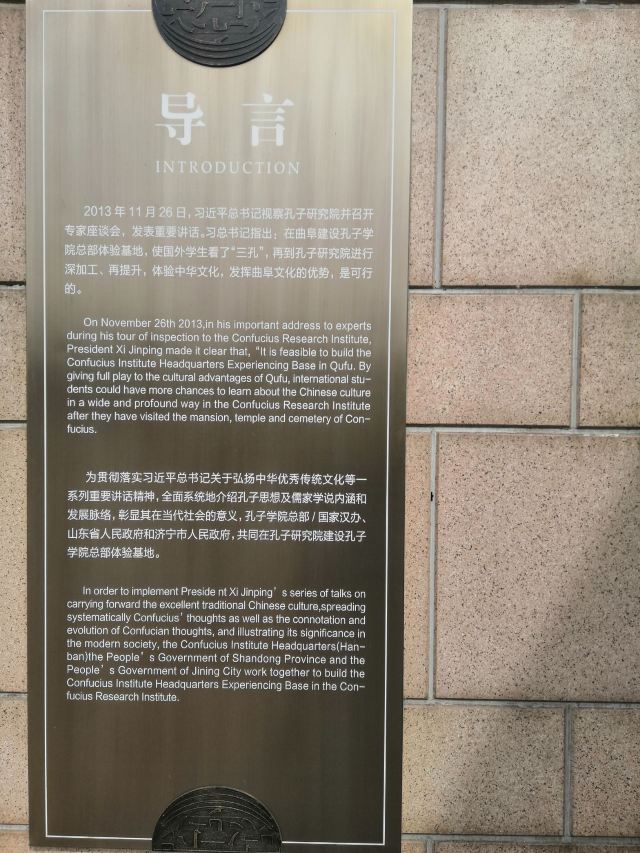 导言
INTRODUCTION
2013年11月26日，习近平总书记视察孔子研究院并召开
专家座谈会，发表重要讲话。习总书记指出：在曲阜建设孔子学
院总部体验基地，使国外学生看了“三孔”，再到孔子研究院进行
深加工、再提升，体验中华文化，发挥曲阜文化的优势，是可行
的。
On November 26th 2013,in his important address to experts
during his tour of inspection to the Confucius Research Institute,
President Xi Jinping made it clear that, “It is feasible to build the
Confucius Institute Headquarters Experiencing Base in Qufu. By
giving full play to the cultural advantages of Qufu, international stu-
dents could have more chances to learn about the Chinese culture
in a wide and profound way in the Confucius Research Institute
after they have visited the mansion, temple and cemetery of Con-
fucius.
为贯彻落实习近平总书记关于弘扬中华优秀传统文化等一
系列重要讲话精神，全面系统地介绍孔子思想及儒家学说内涵和
发展脉络，彰显其在当代社会的意义，孔子学院总部/国家汉办、
山东省人民政府和济宁市人民政府，共同在孔子研究院建设孔子
学院总部体验基地。
In order to implement Preside nt Xi Jinping’s series of talks on
carrying forward the excellent traditional Chinese culture,spreading
systematically Confucius’ thoughts as well as the connotation and
evolution of Confucian thoughts, and illustrating its significance in
the modern society, the Confucius Institute Headquarters(Han-
ban)the People’s Government of Shandong Province and the
People’s Government of Jining City work together to build the
Confucius Institute Headquarters Experiencing Base in the Con-
fucius Research Institute.